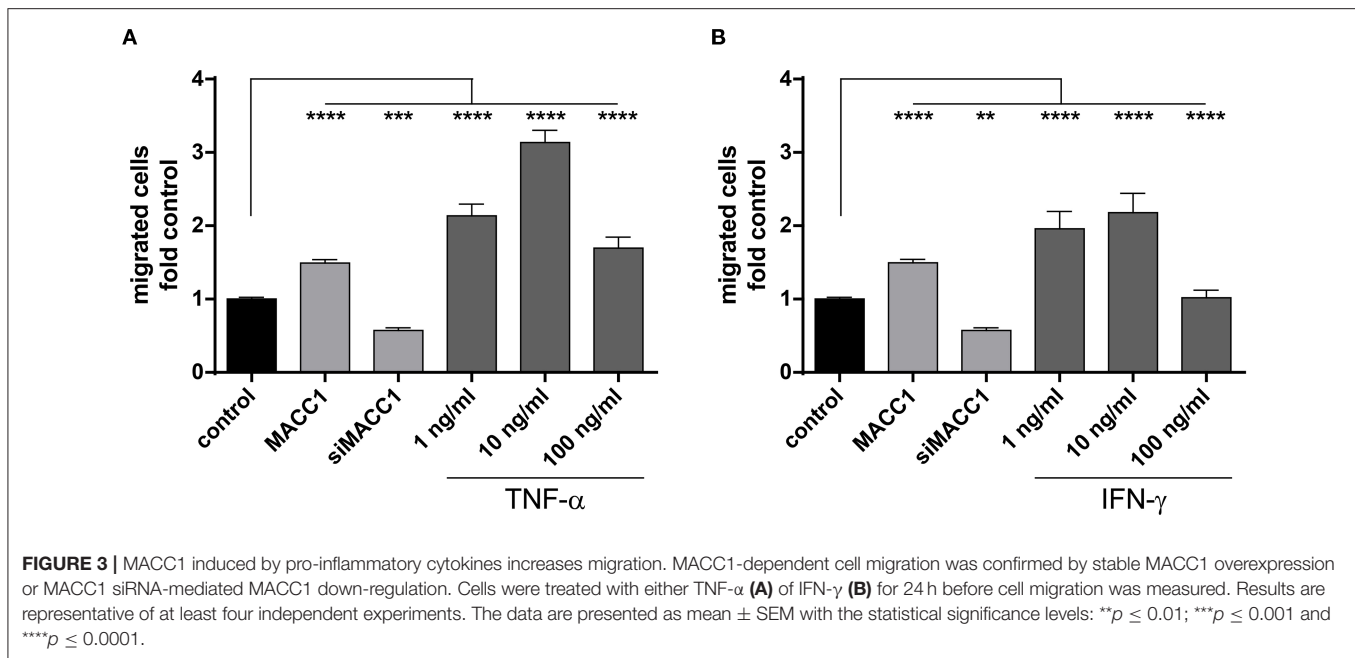 A
migrated cells
fold control
4
3
2
1
0
**** *** **** **** ****
control
MACC1
siMACC1
1 ng/ml
10 ng/ml
100 ng/ml
TNF-α
B
migrated cells
fold control
4
3
2
1
0
**** ** **** **** ****
control
MACC1
siMACC1
1 ng/ml
10 ng/ml
100 ng/ml
IFN-γ
FIGURE 3 | MACC1 induced by pro-inflammatory cytokines increases migration. MACC1-dependent cell migration was confirmed by stable MACC1 overexpression
or MACC1 siRNA-mediated MACC1 down-regulation. Cells were treated with either TNF-α (A) of IFN-γ (B) for 24 h before cell migration was measured. Results are
representative of at least four independent experiments. The data are presented as mean ± SEM with the statistical significance levels: **p ≤ 0.01; ***p ≤ 0.001 and
****p ≤ 0.0001.